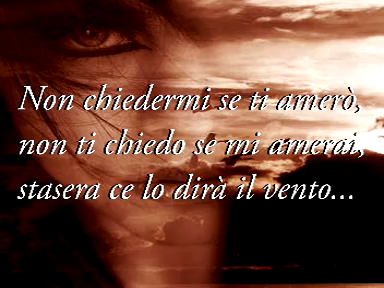 Non chiedermi se ti amerò,
non ti chiedo se mi amerai,
stasera ce lo dirà il vento...